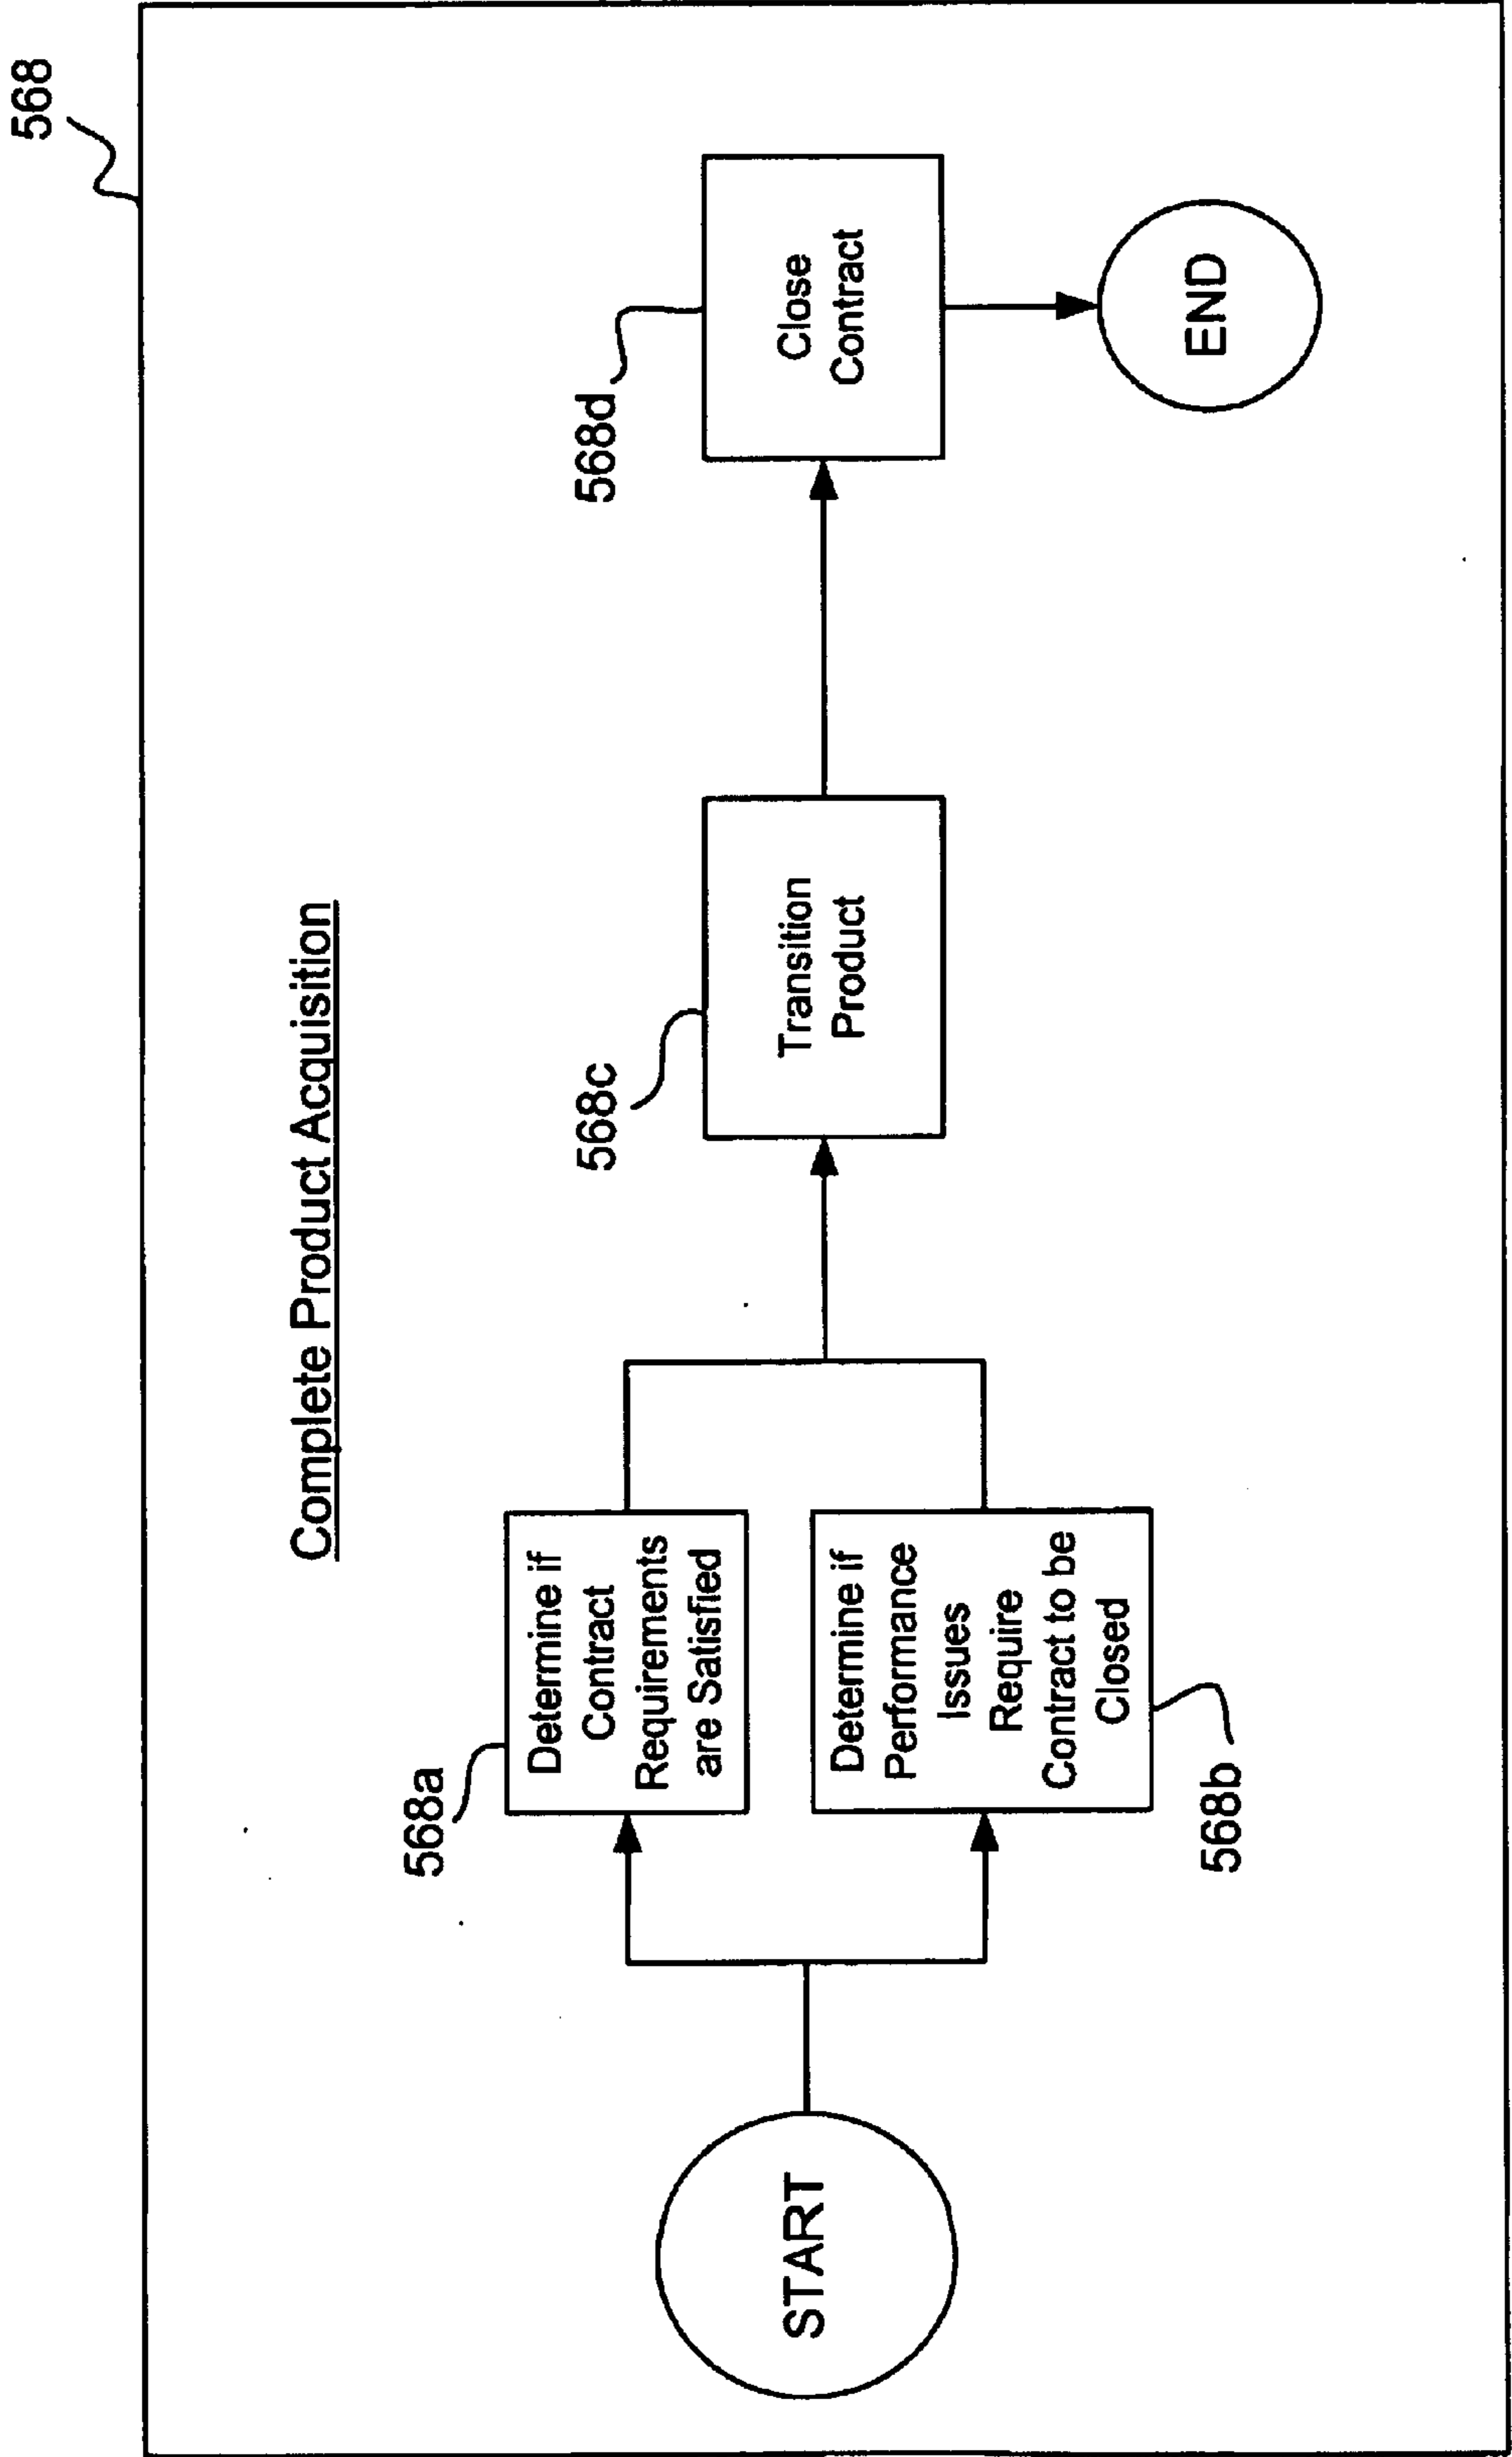 568
Complete Product Acquisition
START
568a
Determine if
Contract
Requirements
are Satisfied
Determine if
Performance
Issues
Require
Contract to be
Closed
568b
568c
Transition
Product
568d
Close
Contract
END